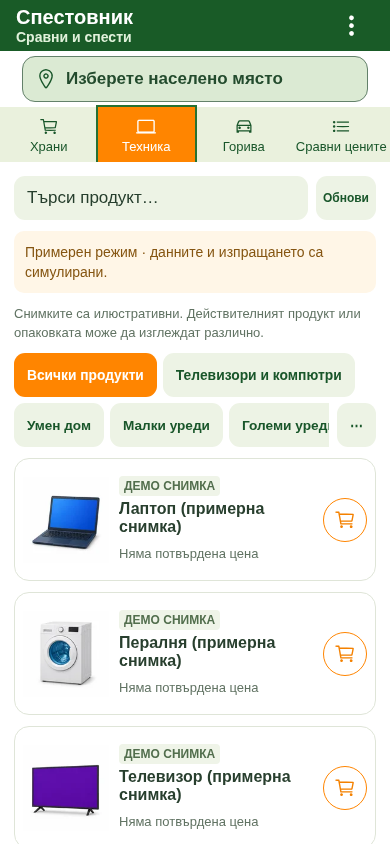 Спестовник
Сравни и спести
Изберете населено място
Храни
Техника
Горива
Сравни цените
Търси продукт…
Обнови
Примерен режим · данните и изпращането са
симулирани.
Снимките са илюстративни. Действителният продукт или
опаковката може да изглеждат различно.
Всички продукти
Телевизори и компютри
Умен дом
Малки уреди
Големи уреди
···
ДЕМО СНИМКА
Лаптоп (примерна
снимка)
Няма потвърдена цена
ДЕМО СНИМКА
Пералня (примерна
снимка)
Няма потвърдена цена
ДЕМО СНИМКА
Телевизор (примерна
снимка)
Няма потвърдена цена